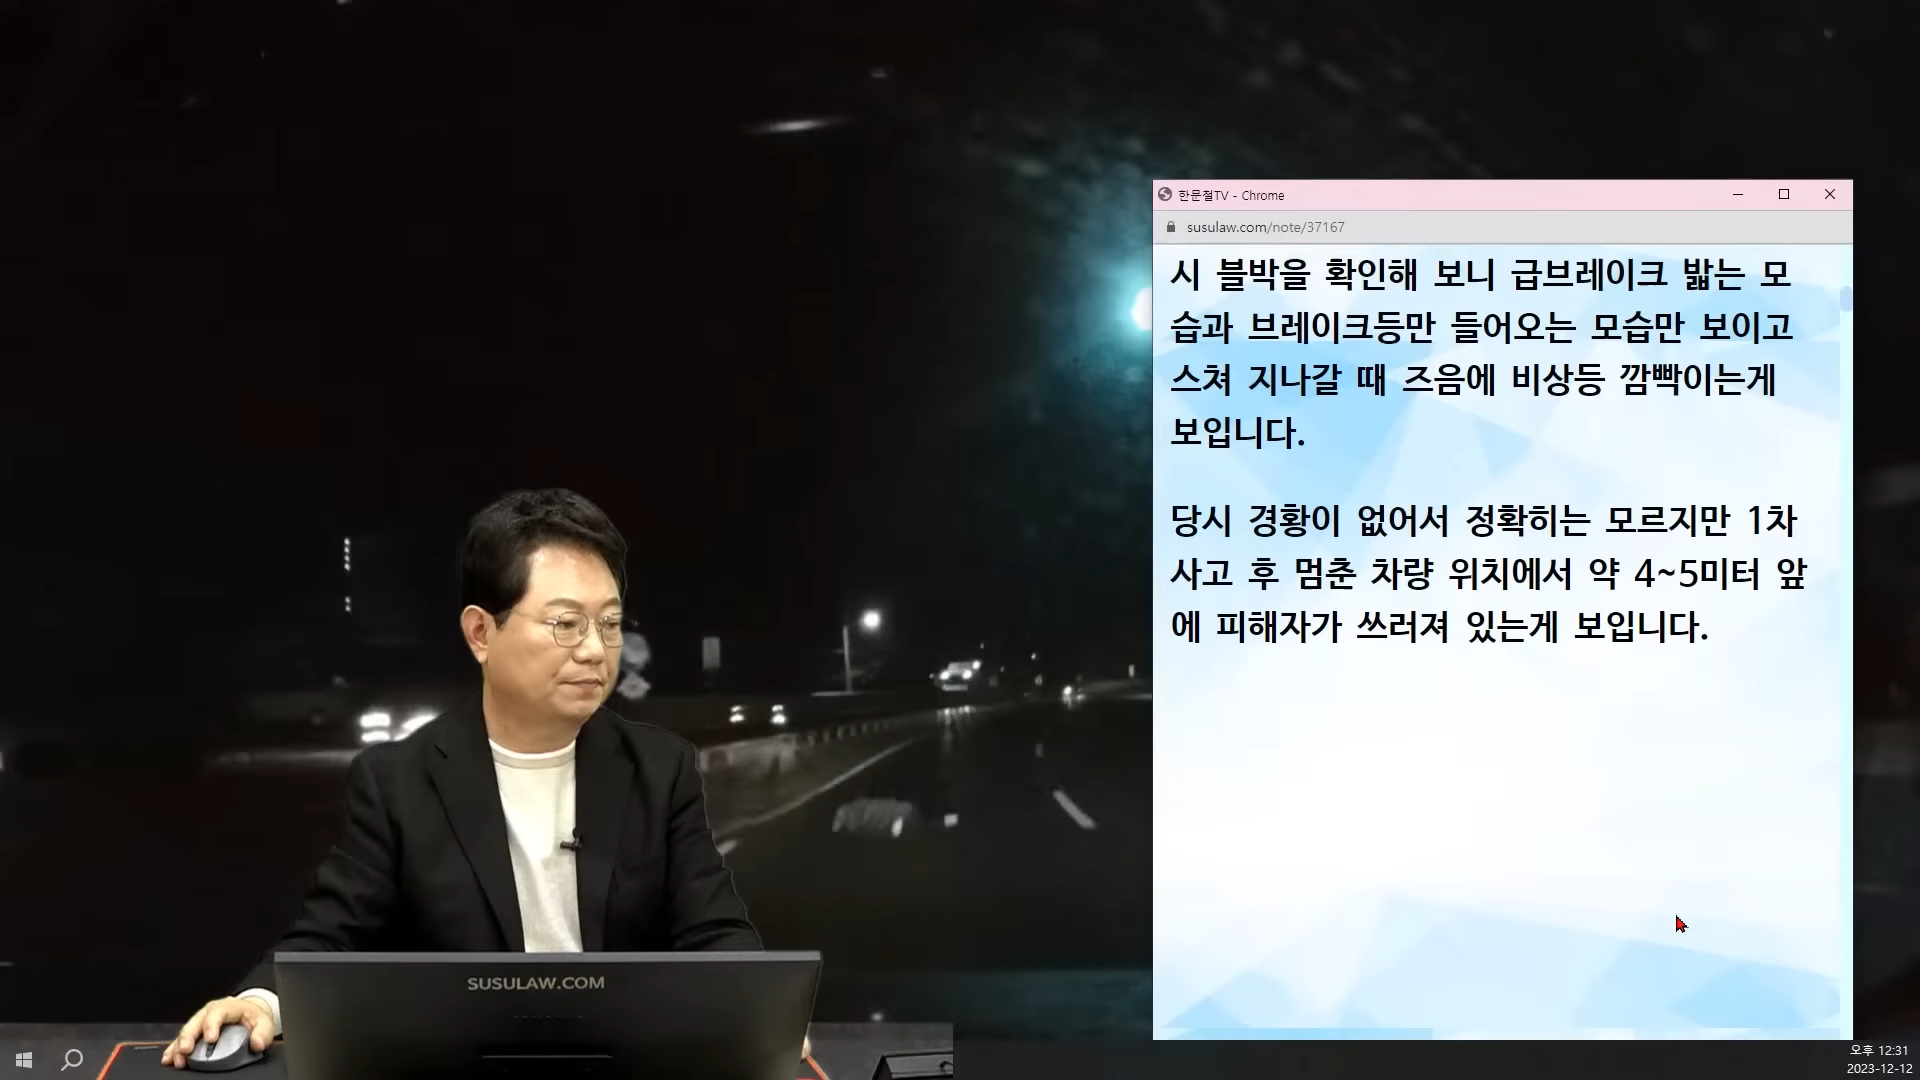 한문철TV - Chrome
susulaw.com/note/37167
시 블박을 확인해 보니 급브레이크 밟는 모
습과 브레이크등만 들어오는 모습만 보이고
스쳐 지나갈 때 즈음에 비상등 깜빡이는게
보입니다.
당시 경황이 없어서 정확히는 모르지만 1차
사고 후 멈춘 차량 위치에서 약 4~5미터 앞
에 피해자가 쓰러져 있는게 보입니다.
SUSULAW.COM
오후 12:31
2023-12-12